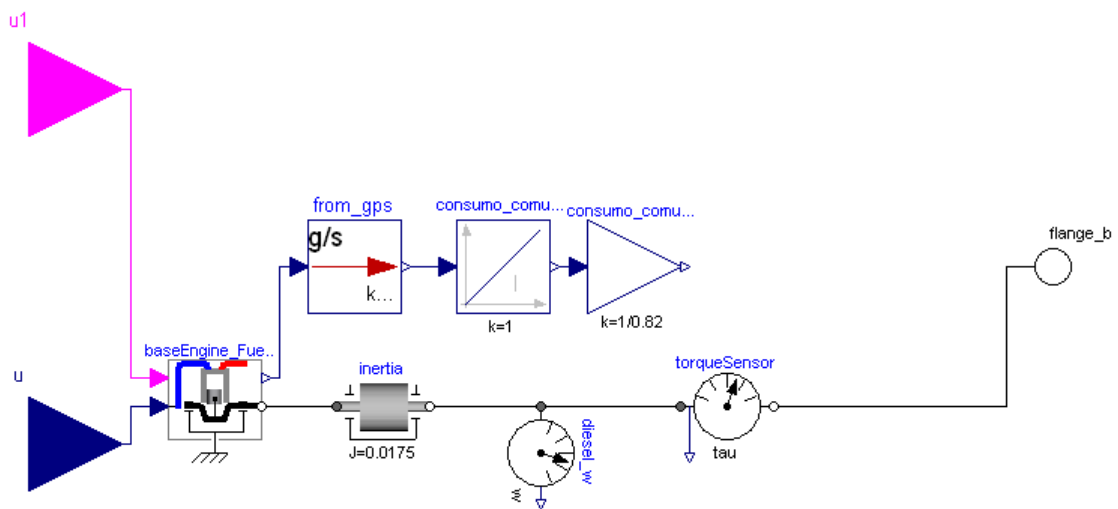 u1
from_gps
consumo_comu...
consumo_comu...
g/s
k...
I
k=1
k=1/0.82
flange_b
baseEngine_Fue...
u
inertia
J=0.0175
diesel_w
w
torqueSensor
tau